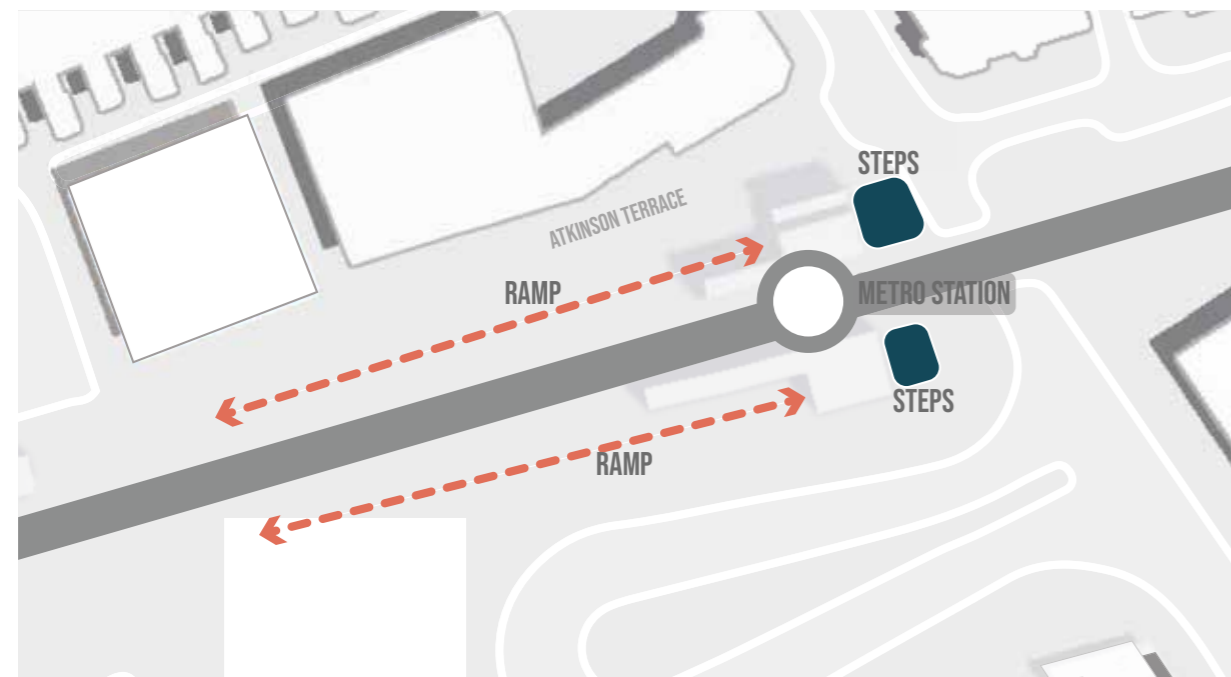 STEPS
ATKINSON TERRACE
RAMP
METRO STATION
STEPS
RAMP